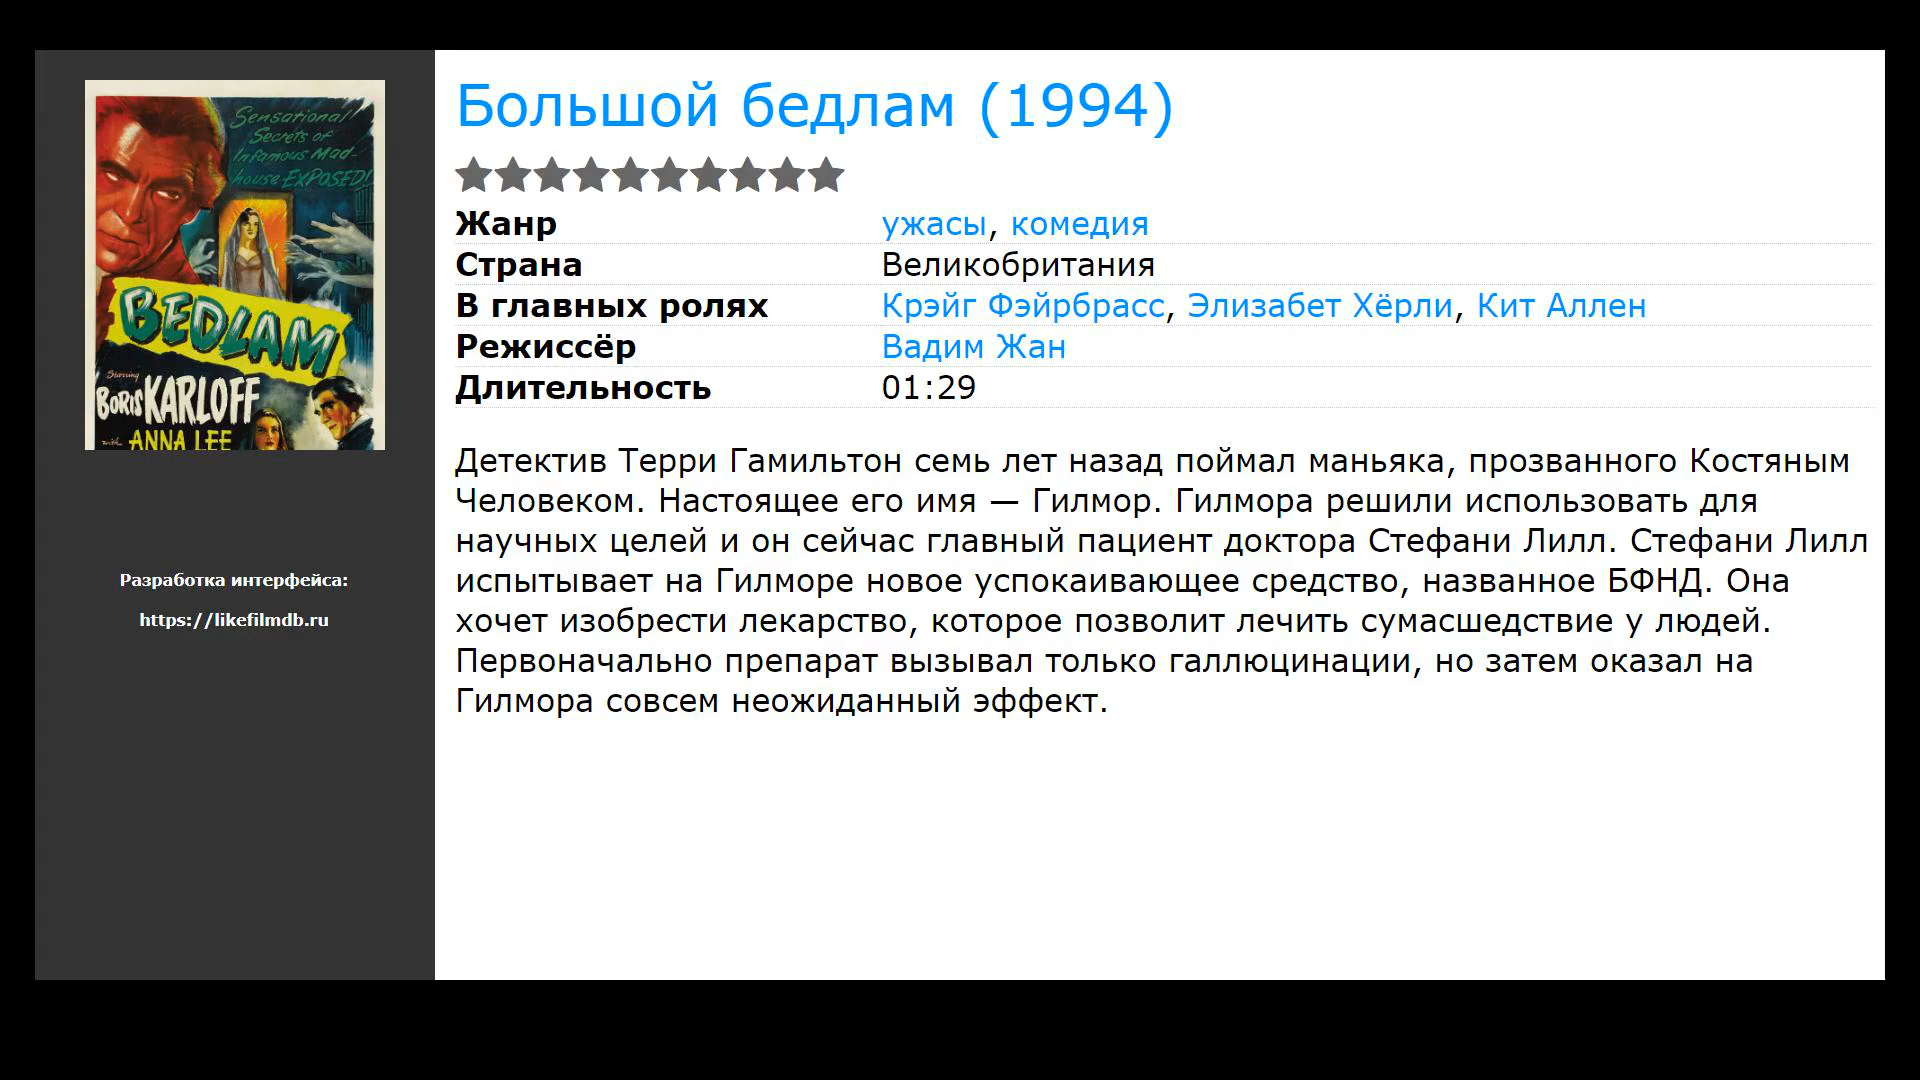 Sensational
Secrets of
Infamous Mad-
house EXPOSED!
BEDLAM
Starring
BORIS KARLOFF
with
ANNA LEE
Разработка интерфейса:
https://likefilmdb.ru
Большой бедлам (1994)
Жанр ужасы, комедия
Страна Великобритания
В главных ролях Крэйг Фэйрбрасс, Элизабет Хёрли, Кит Аллен
Режиссёр Вадим Жан
Длительность 01:29
Детектив Терри Гамильтон семь лет назад поймал маньяка, прозванного Костяным
Человеком. Настоящее его имя — Гилмор. Гилмора решили использовать для
научных целей и он сейчас главный пациент доктора Стефани Лилл. Стефани Лилл
испытывает на Гилморе новое успокаивающее средство, названное БФНД. Она
хочет изобрести лекарство, которое позволит лечить сумасшедствие у людей.
Первоначально препарат вызывал только галлюцинации, но затем оказал на
Гилмора совсем неожиданный эффект.